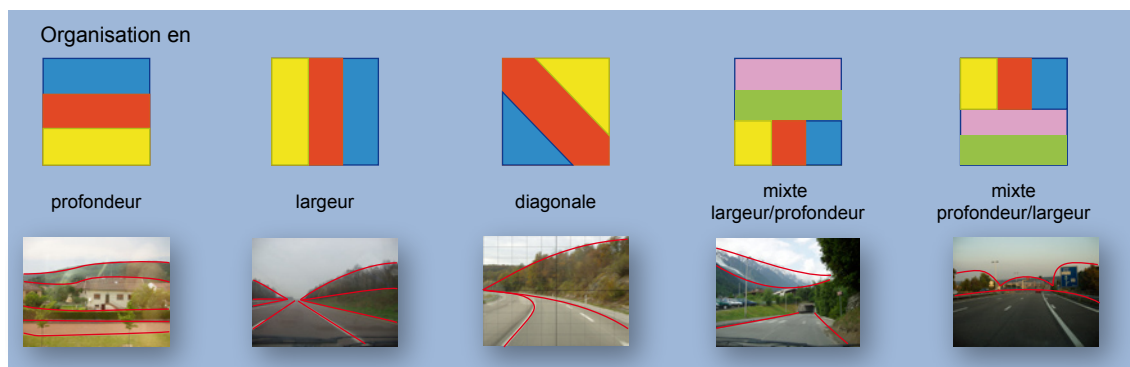 Organisation en
profondeur
largeur
diagonale
mixte
largeur/profondeur
mixte
profondeur/largeur